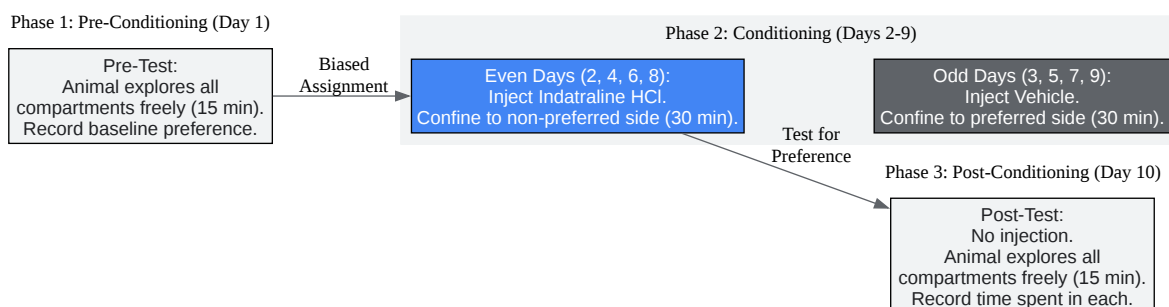 Phase 1: Pre-Conditioning (Day 1)
Pre-Test:
Animal explores all
compartments freely (15 min).
Record baseline preference.
Biased
Assignment
Phase 2: Conditioning (Days 2-9)
Even Days (2, 4, 6, 8):
Inject Indatraline HCl.
Confine to non-preferred side (30 min).
Odd Days (3, 5, 7, 9):
Inject Vehicle.
Confine to preferred side (30 min).
Test for
Preference
Phase 3: Post-Conditioning (Day 10)
Post-Test:
No injection.
Animal explores all
compartments freely (15 min).
Record time spent in each.